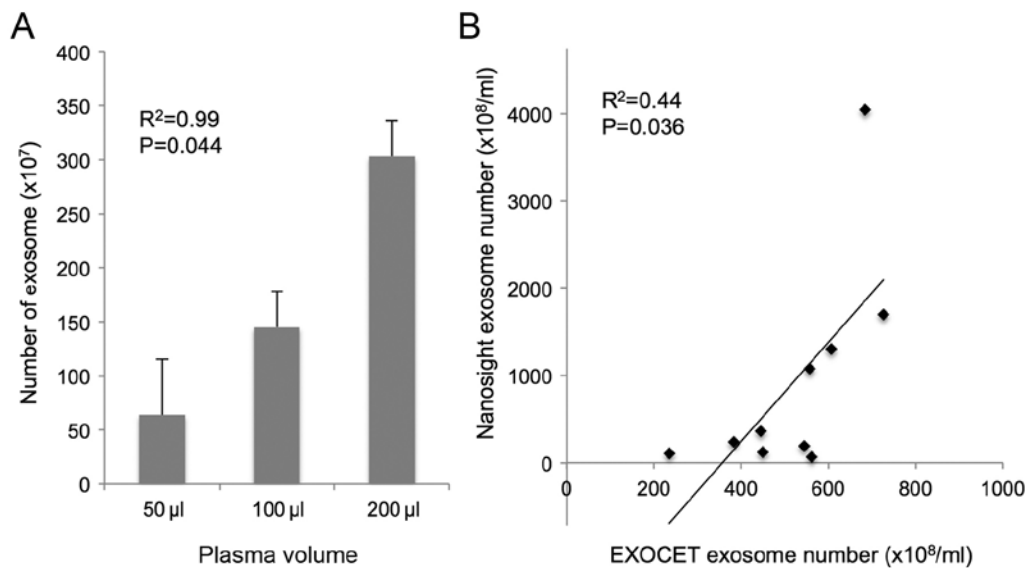 A
Number of exosome (x10⁷)
400
350
300
250
200
150
100
50
0
R²=0.99
P=0.044
50 µl
100 µl
200 µl
Plasma volume
B
Nanosight exosome number (x10⁸/ml)
4000
3000
2000
1000
0
R²=0.44
P=0.036
0
200
400
600
800
1000
EXOCET exosome number (x10⁸/ml)